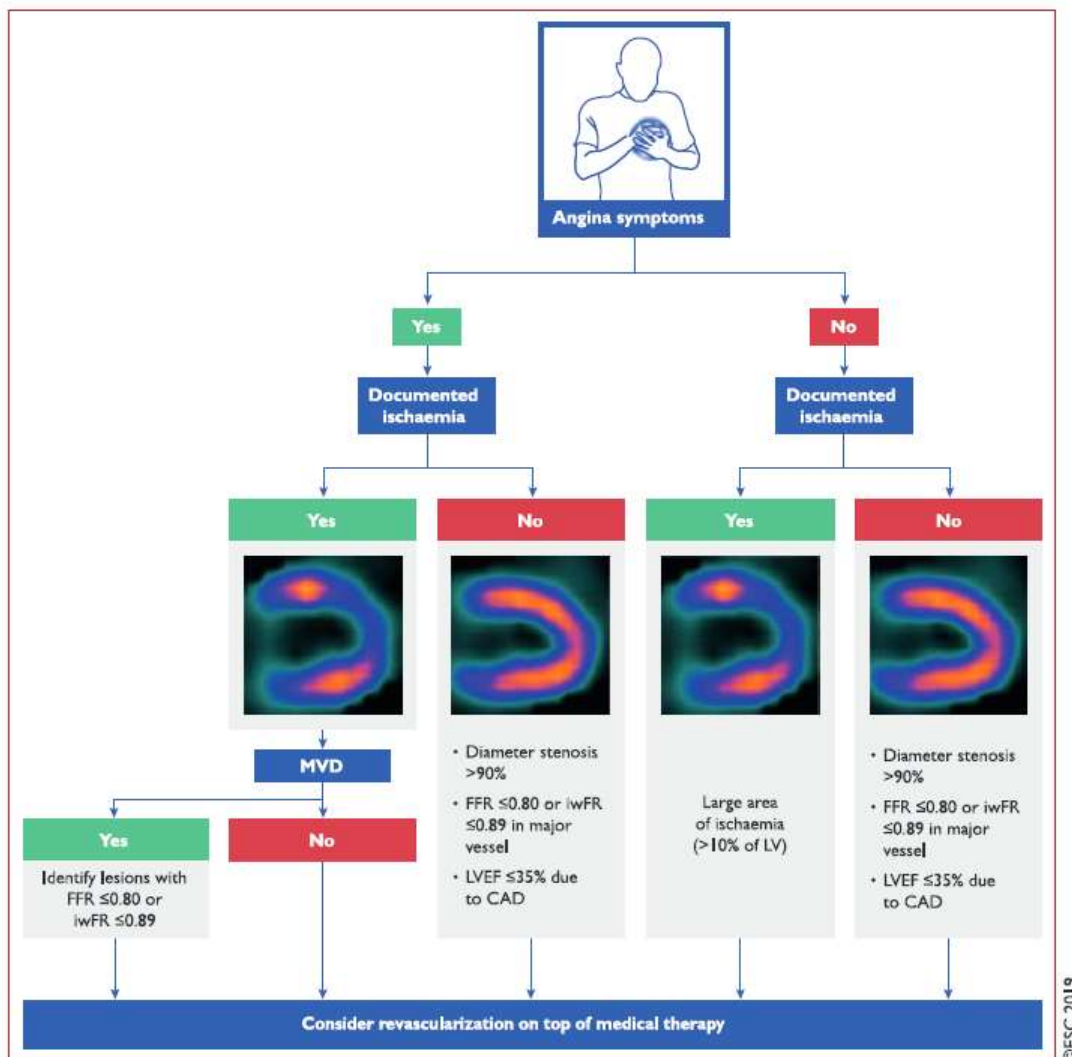 Angina symptoms
Yes
No
Documented
ischaemia
Documented
ischaemia
Yes
No
Yes
No
MVD
Yes
No
Identify lesions with
FFR ≤0.80 or
iwFR ≤0.89
• Diameter stenosis
>90%
• FFR ≤0.80 or iwFR
≤0.89 in major
vessel
• LVEF ≤35% due
to CAD
Large area
of ischaemia
(>10% of LV)
• Diameter stenosis
>90%
• FFR ≤0.80 or iwFR
≤0.89 in major
vessel
• LVEF ≤35% due
to CAD
Consider revascularization on top of medical therapy
©ESC 2019